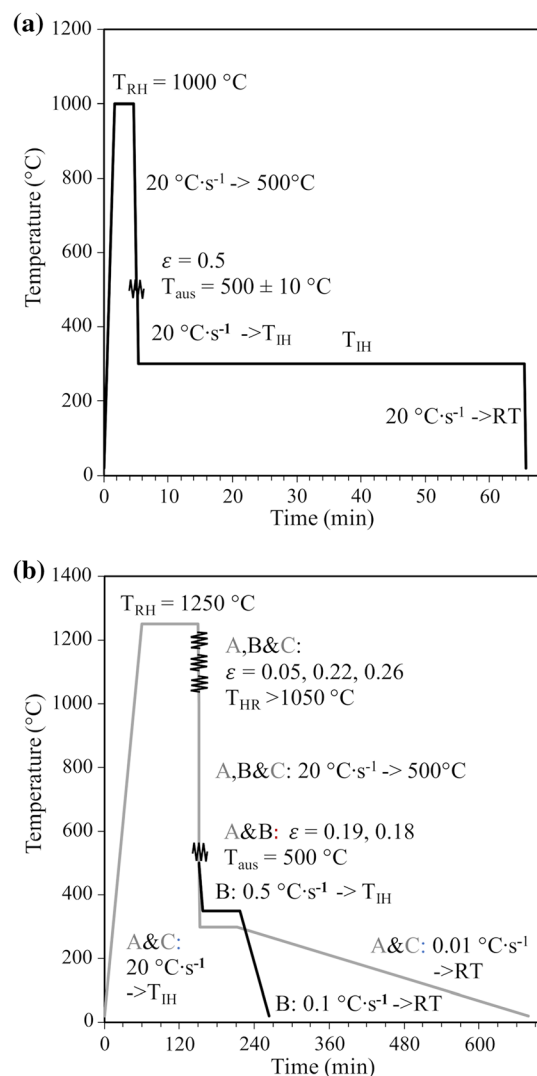 (a)
1200
1000
800
600
400
200
0
Temperature (°C)
T_RH = 1000 °C
20 °C·s⁻¹ -> 500°C
ε = 0.5
T_aus = 500 ± 10 °C
20 °C·s⁻¹ ->T_IH
T_IH
20 °C·s⁻¹ ->RT
0 10 20 30 40 50 60
Time (min)
(b)
1400
1200
1000
800
600
400
200
0
Temperature (°C)
T_RH = 1250 °C
A,B&C:
ε = 0.05, 0.22, 0.26
T_HR >1050 °C
A,B&C: 20 °C·s⁻¹ -> 500°C
A&B: ε = 0.19, 0.18
T_aus = 500 °C
B: 0.5 °C·s⁻¹ -> T_IH
A&C:
20 °C·s⁻¹
->T_IH
A&C: 0.01 °C·s⁻¹
->RT
B: 0.1 °C·s⁻¹ ->RT
0 120 240 360 480 600
Time (min)